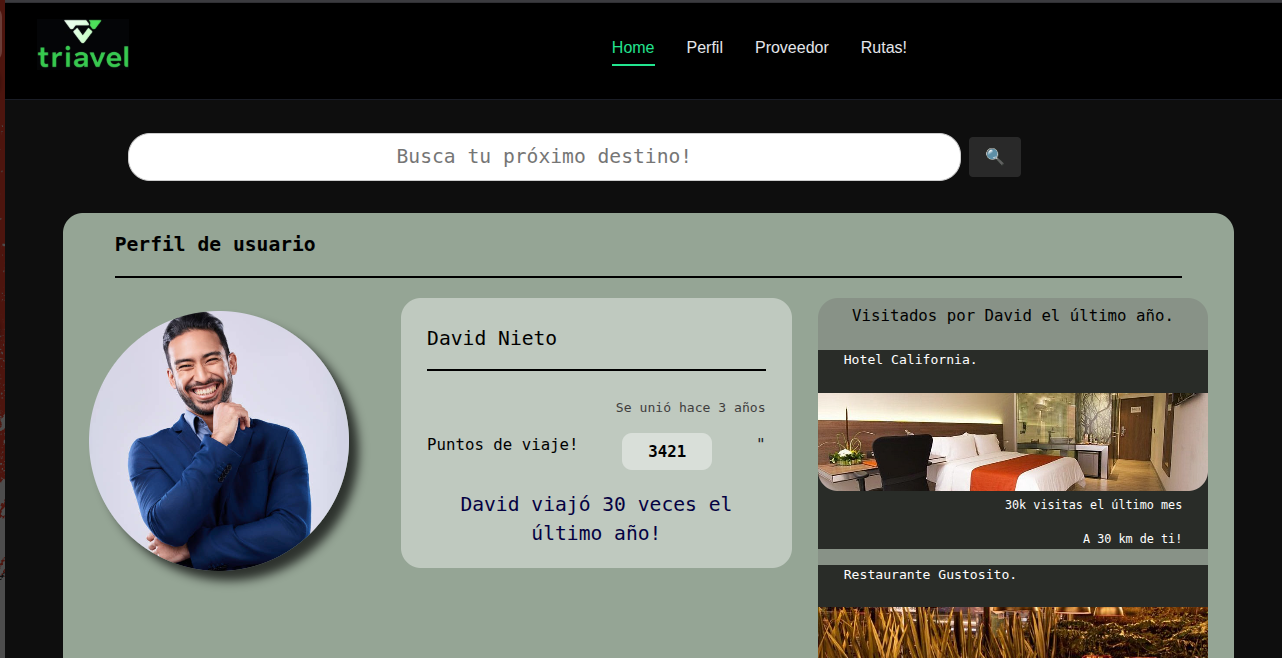 triavel
Home
Perfil
Proveedor
Rutas!
Busca tu próximo destino!
Perfil de usuario
David Nieto
Se unió hace 3 años
Puntos de viaje!
3421
"
David viajó 30 veces el
último año!
Visitados por David el último año.
Hotel California.
30k visitas el último mes
A 30 km de ti!
Restaurante Gustosito.